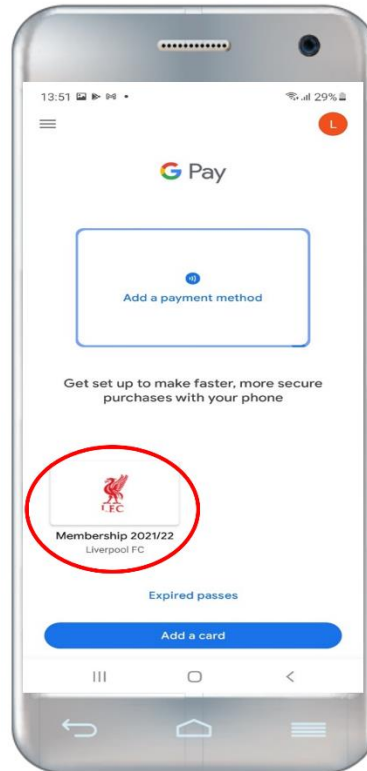 13:51
29%
L
G Pay
Add a payment method
Get set up to make faster, more secure
purchases with your phone
L.F.C
Membership 2021/22
Liverpool FC
Expired passes
Add a card